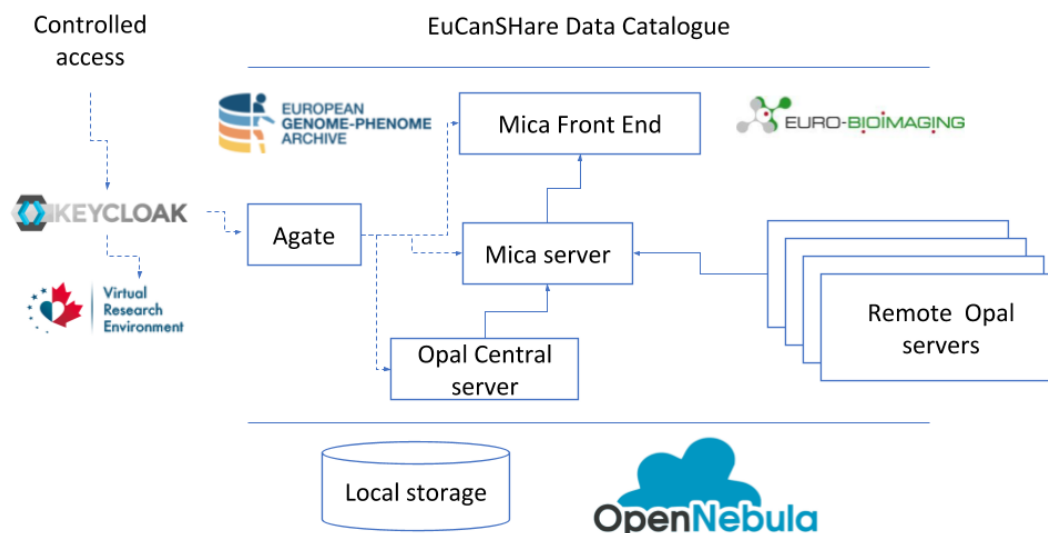 Controlled
access
EuCanSHare Data Catalogue
EUROPEAN
GENOME-PHENOME
ARCHIVE
Mica Front End
EURO-BIOIMAGING
KEYCLOAK
Agate
Mica server
Virtual
Research
Environment
Remote Opal
servers
Opal Central
server
Local storage
OpenNebula